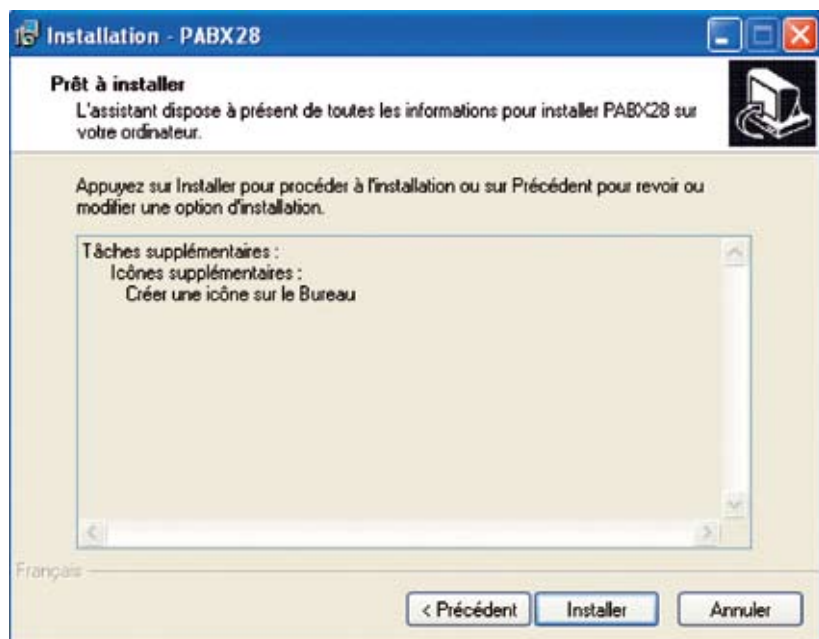 Installation - PABX28
Prêt à installer
L'assistant dispose à présent de toutes les informations pour installer PABX28 sur
votre ordinateur.
Appuyez sur Installer pour procéder à l'installation ou sur Précédent pour revoir ou
modifier une option d'installation.
Tâches supplémentaires :
Icônes supplémentaires :
Créer une icône sur le Bureau
Français
< Précédent Installer Annuler